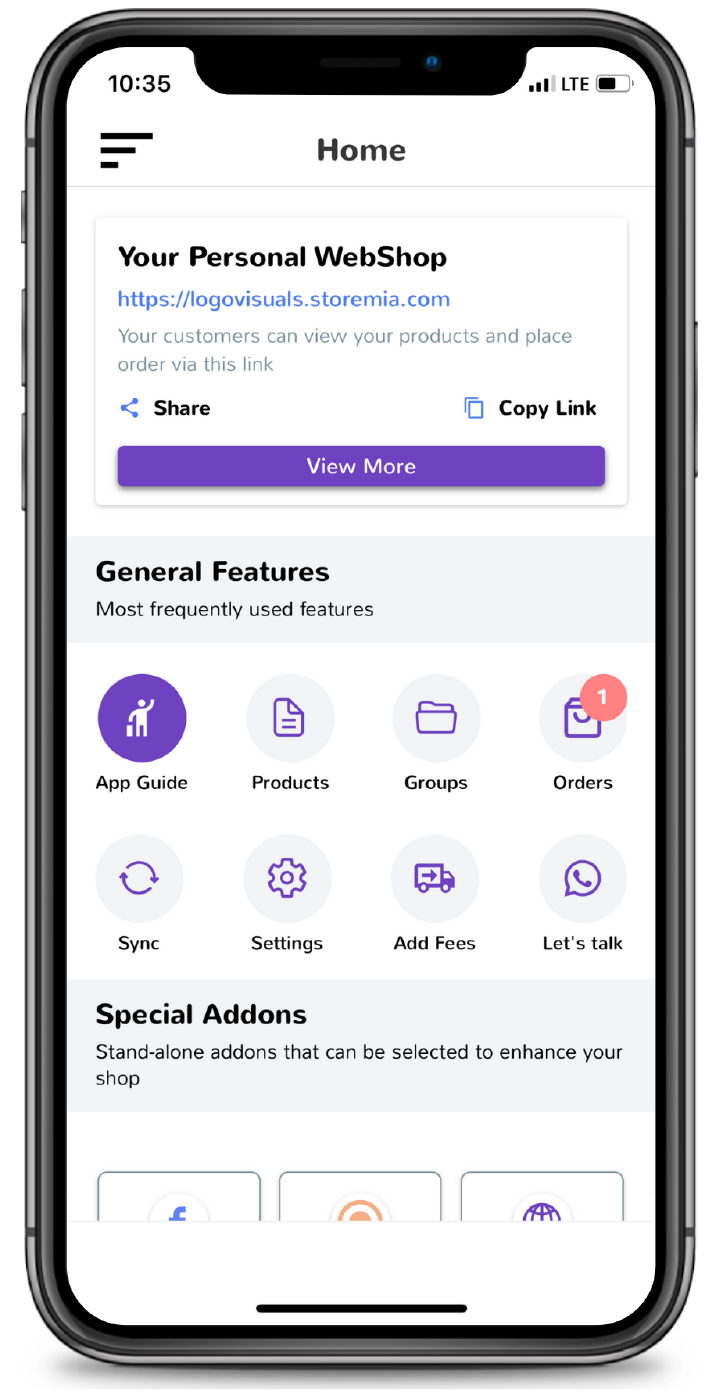 10:35
LTE
Home
Your Personal WebShop
https://logovisuals.storemia.com
Your customers can view your products and place
order via this link
Share
Copy Link
View More
General Features
Most frequently used features
1
App Guide
Products
Groups
Orders
Sync
Settings
Add Fees
Let's talk
Special Addons
Stand-alone addons that can be selected to enhance your
shop